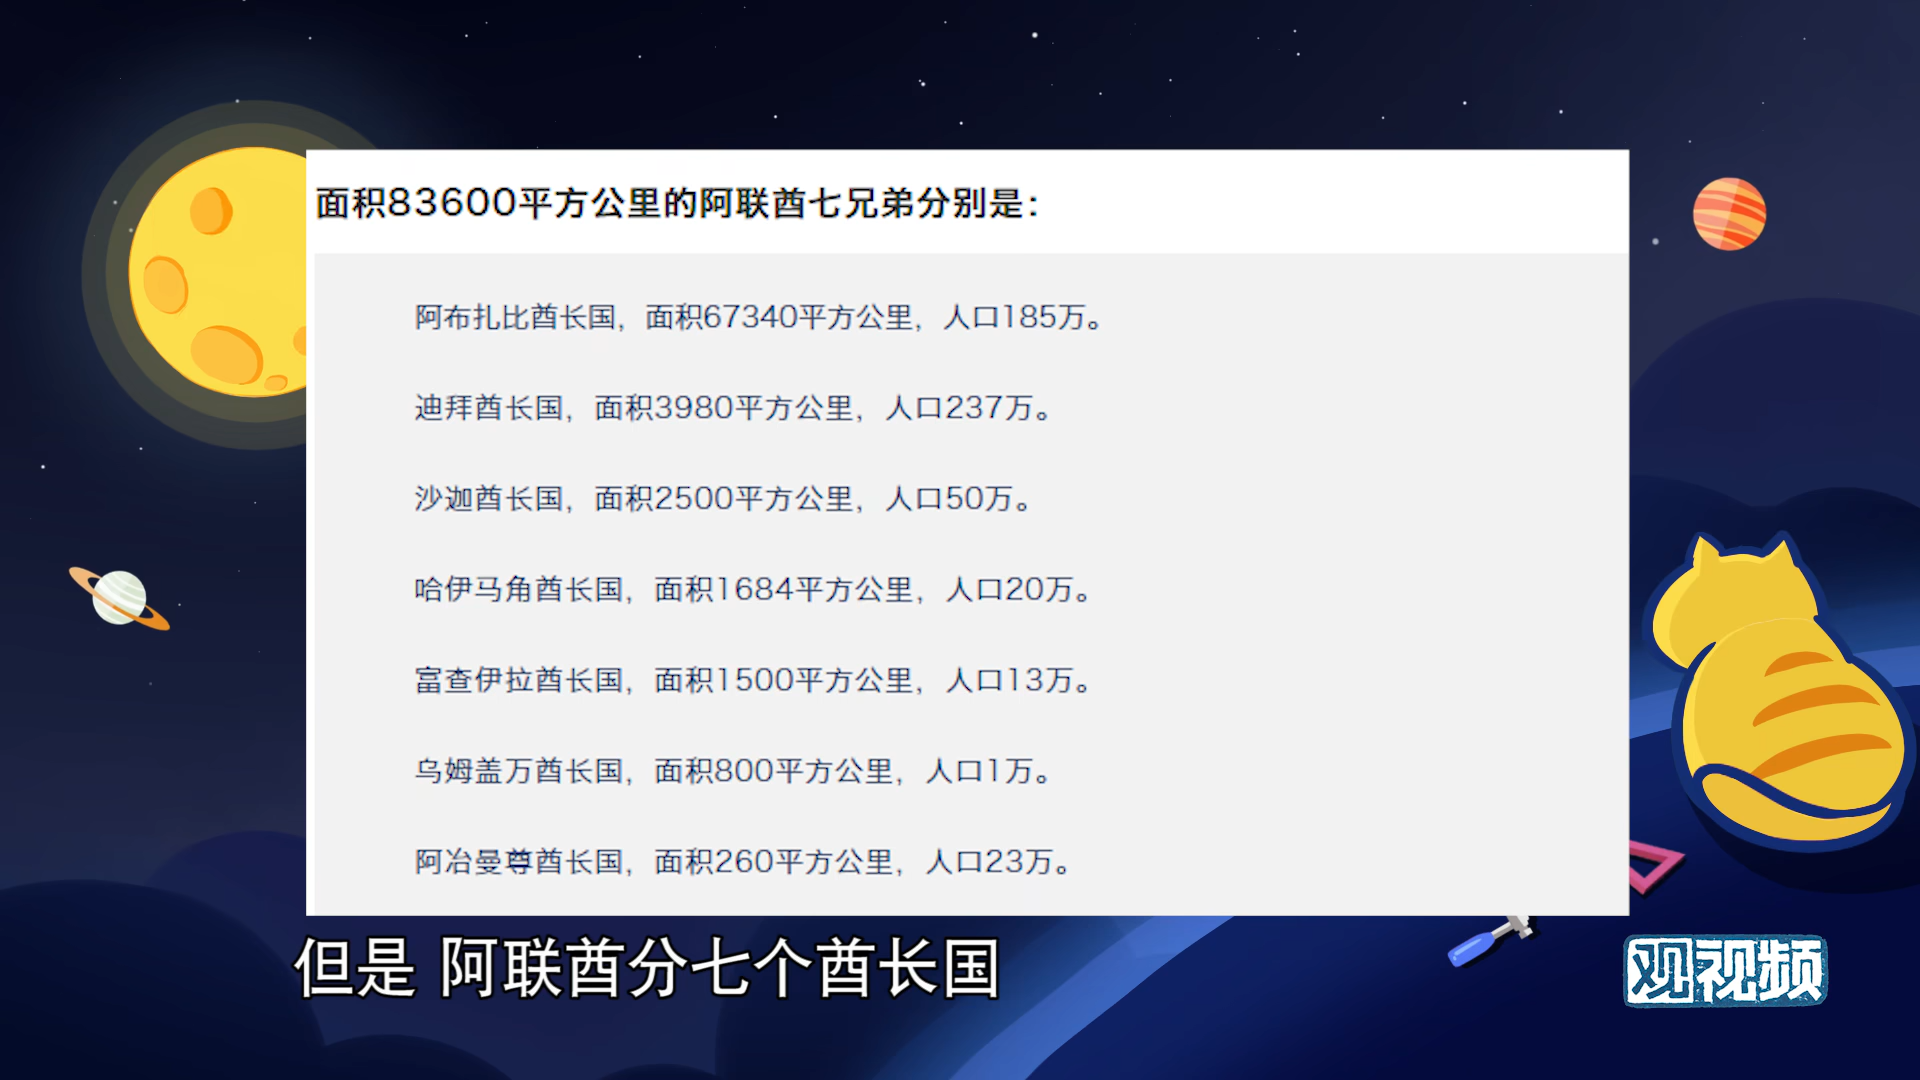 面积83600平方公里的阿联酋七兄弟分别是：
阿布扎比酋长国，面积67340平方公里，人口185万。
迪拜酋长国，面积3980平方公里，人口237万。
沙迦酋长国，面积2500平方公里，人口50万。
哈伊马角酋长国，面积1684平方公里，人口20万。
富查伊拉酋长国，面积1500平方公里，人口13万。
乌姆盖万酋长国，面积800平方公里，人口1万。
阿治曼尊酋长国，面积260平方公里，人口23万。
但是 阿联酋分七个酋长国
观视频